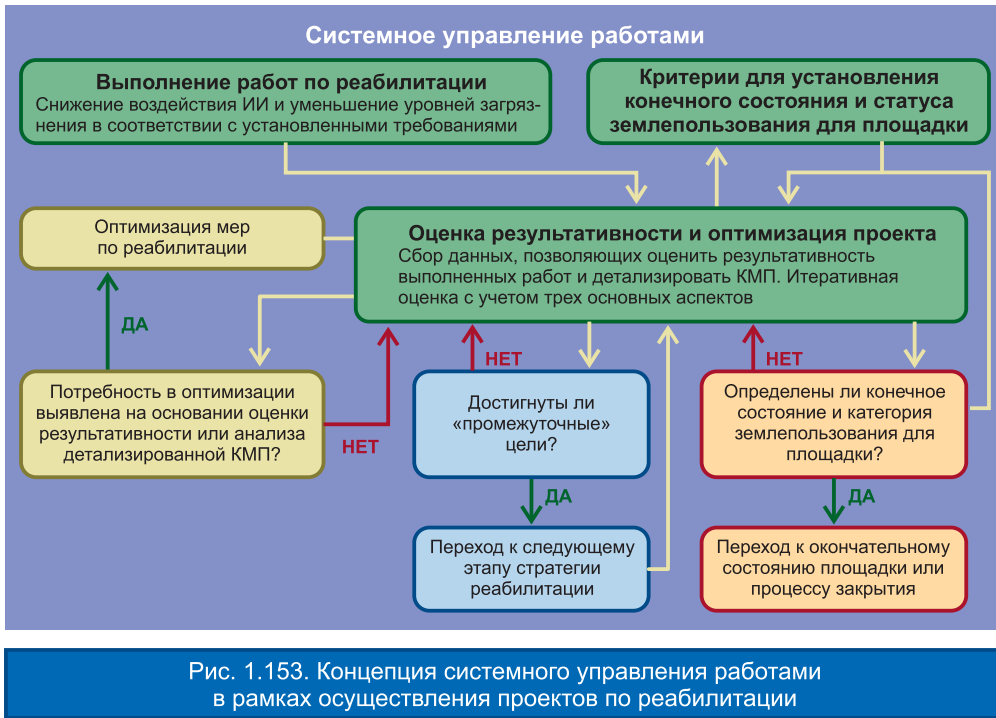 Системное управление работами
Выполнение работ по реабилитации
Снижение воздействия ИИ и уменьшение уровней загряз-
нения в соответствии с установленными требованиями
Критерии для установления
конечного состояния и статуса
землепользования для площадки
Оптимизация мер
по реабилитации
Оценка результативности и оптимизация проекта
Сбор данных, позволяющих оценить результативность
выполненных работ и детализировать КМП. Итеративная
оценка с учетом трех основных аспектов
ДА
НЕТ
НЕТ
НЕТ
Потребность в оптимизации
выявлена на основании оценки
результативности или анализа
детализированной КМП?
Достигнуты ли
«промежуточные»
цели?
Определены ли конечное
состояние и категория
землепользования для
площадки?
ДА
ДА
Переход к следующему
этапу стратегии
реабилитации
Переход к окончательному
состоянию площадки или
процессу закрытия
Рис. 1.153. Концепция системного управления работами
в рамках осуществления проектов по реабилитации